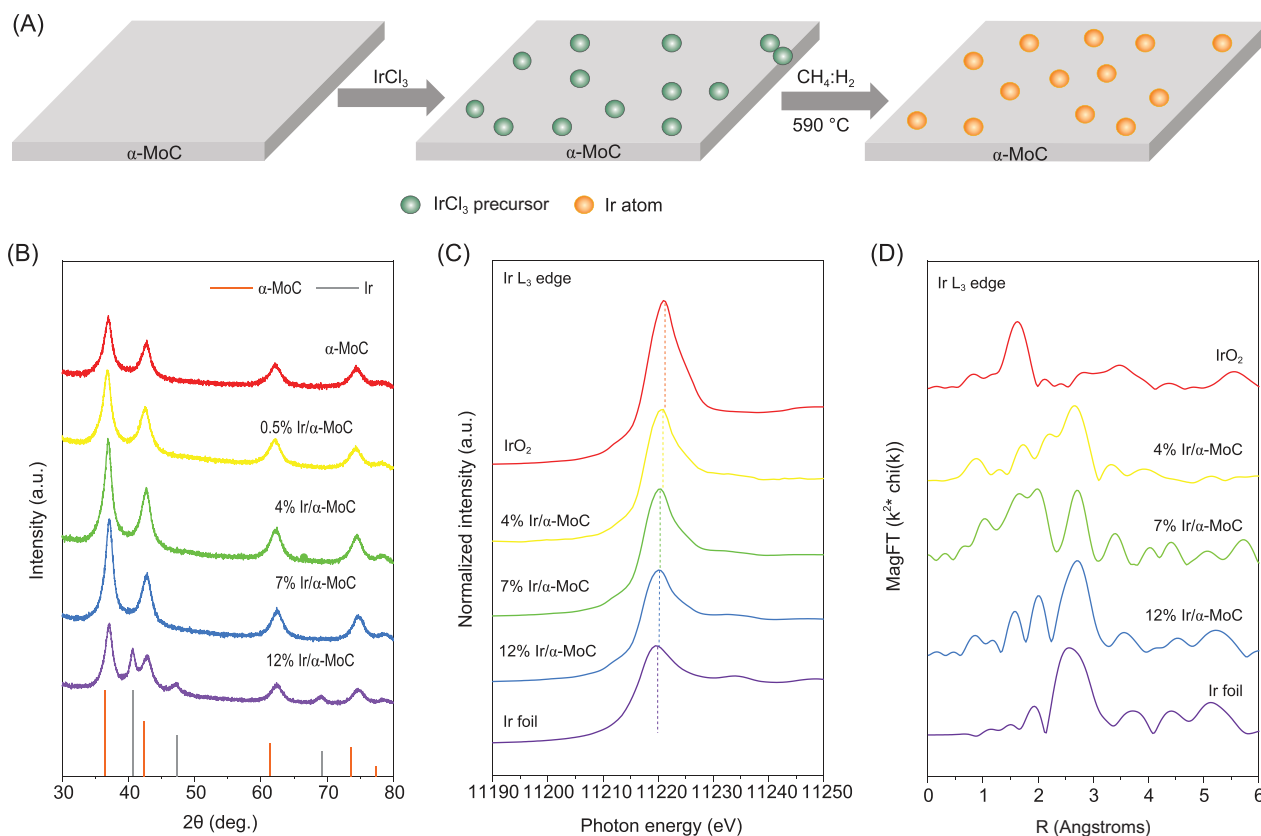 (A)
IrCl₃
CH₄:H₂
590 °C
α-MoC
α-MoC
α-MoC
IrCl₃ precursor
Ir atom
(B)
α-MoC
Ir
α-MoC
0.5% Ir/α-MoC
4% Ir/α-MoC
7% Ir/α-MoC
12% Ir/α-MoC
Intensity (a.u.)
30 40 50 60 70 80
2θ (deg.)
(C)
Ir L₃ edge
IrO₂
4% Ir/α-MoC
7% Ir/α-MoC
12% Ir/α-MoC
Ir foil
Normalized intensity (a.u.)
11190 11200 11210 11220 11230 11240 11250
Photon energy (eV)
(D)
Ir L₃ edge
IrO₂
4% Ir/α-MoC
7% Ir/α-MoC
12% Ir/α-MoC
Ir foil
MagFT (k²* chi(k))
0 1 2 3 4 5 6
R (Angstroms)